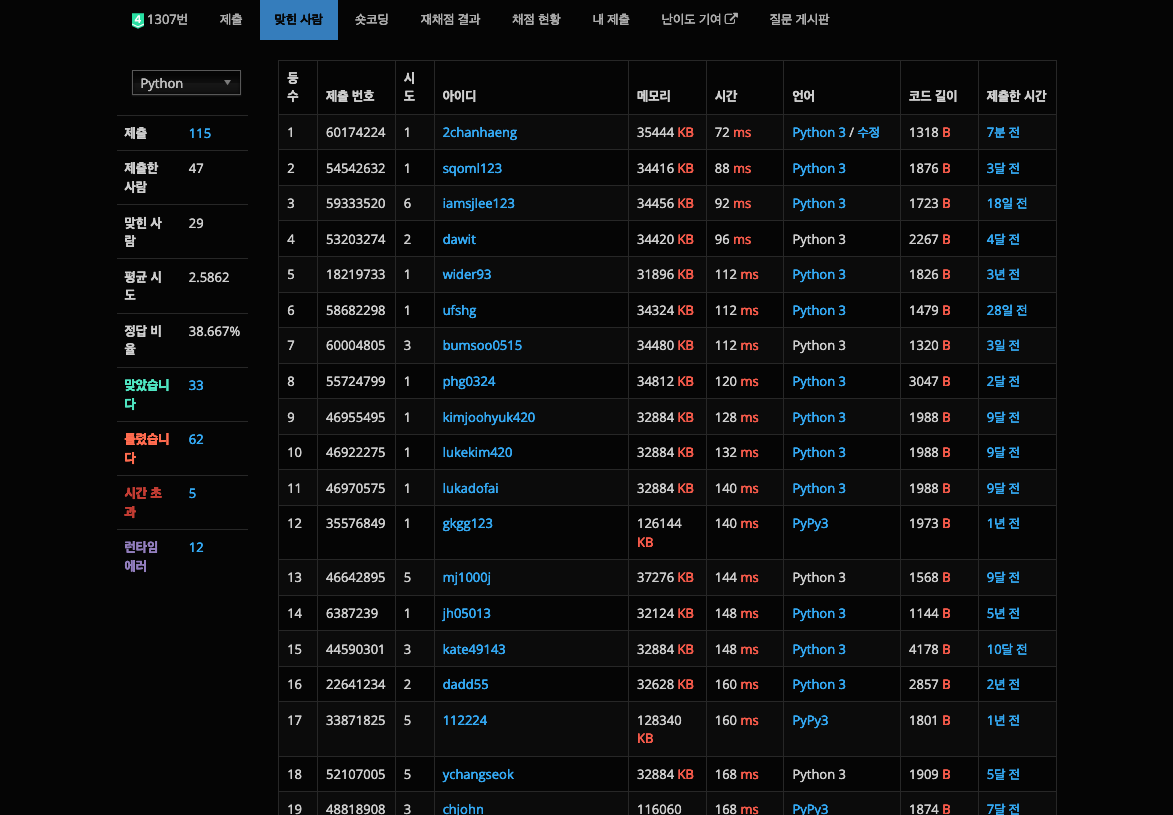 4 1307번 제출 맞힌 사람 숏코딩 재채점 결과 채점 현황 내 제출 난이도 기여 질문 게시판
Python
제출 115
제출한
사람 47
맞힌 사
람 29
평균 시
도 2.5862
정답 비
율 38.667%
맞았습니
다 33
틀렸습니
다 62
시간 초
과 5
런타임
에러 12
등
수 제출 번호 시
도 아이디 메모리 시간 언어 코드 길이 제출한 시간
1 60174224 1 2chanhaeng 35444 KB 72 ms Python 3 / 수정 1318 B 7분 전
2 54542632 1 sqoml123 34416 KB 88 ms Python 3 1876 B 3달 전
3 59333520 6 iamsjlee123 34456 KB 92 ms Python 3 1723 B 18일 전
4 53203274 2 dawit 34420 KB 96 ms Python 3 2267 B 4달 전
5 18219733 1 wider93 31896 KB 112 ms Python 3 1826 B 3년 전
6 58682298 1 ufshg 34324 KB 112 ms Python 3 1479 B 28일 전
7 60004805 3 bumsoo0515 34480 KB 112 ms Python 3 1320 B 3일 전
8 55724799 1 phg0324 34812 KB 120 ms Python 3 3047 B 2달 전
9 46955495 1 kimjoohyuk420 32884 KB 128 ms Python 3 1988 B 9달 전
10 46922275 1 lukekim420 32884 KB 132 ms Python 3 1988 B 9달 전
11 46970575 1 lukadofai 32884 KB 140 ms Python 3 1988 B 9달 전
12 35576849 1 gkgg123 126144
KB 140 ms PyPy3 1973 B 1년 전
13 46642895 5 mj1000j 37276 KB 144 ms Python 3 1568 B 9달 전
14 6387239 1 jh05013 32124 KB 148 ms Python 3 1144 B 5년 전
15 44590301 3 kate49143 32884 KB 148 ms Python 3 4178 B 10달 전
16 22641234 2 dadd55 32628 KB 160 ms Python 3 2857 B 2년 전
17 33871825 5 112224 128340
KB 160 ms PyPy3 1801 B 1년 전
18 52107005 5 ychangseok 32884 KB 168 ms Python 3 1909 B 5달 전
19 48818908 3 chjohn 116060 168 ms PyPy3 1874 B 7달 전